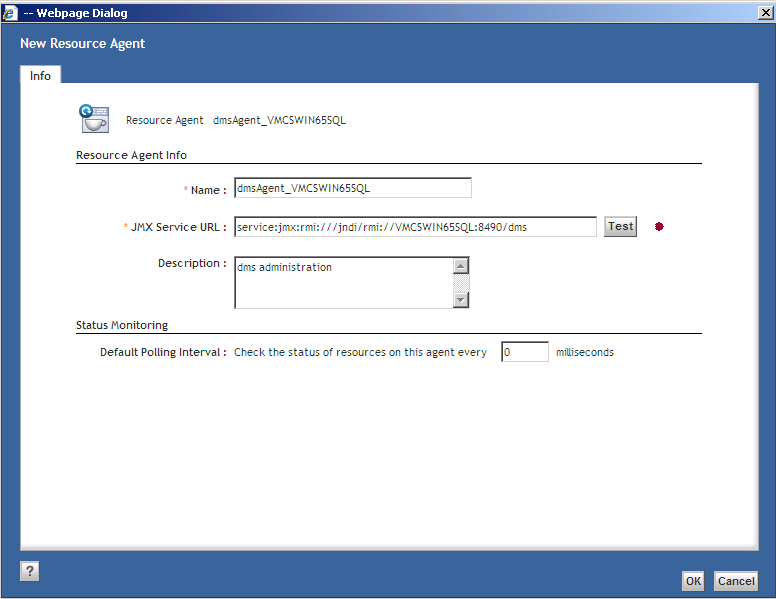 -- Webpage Dialog
New Resource Agent
Info
Resource Agent dmsAgent_VMCSWIN65SQL
Resource Agent Info
* Name : dmsAgent_VMCSWIN65SQL
* JMX Service URL : service:jmx:rmi:///jndi/rmi://VMCSWIN65SQL:8490/dms Test
Description : dms administration
Status Monitoring
Default Polling Interval : Check the status of resources on this agent every 0 milliseconds
?
OK Cancel